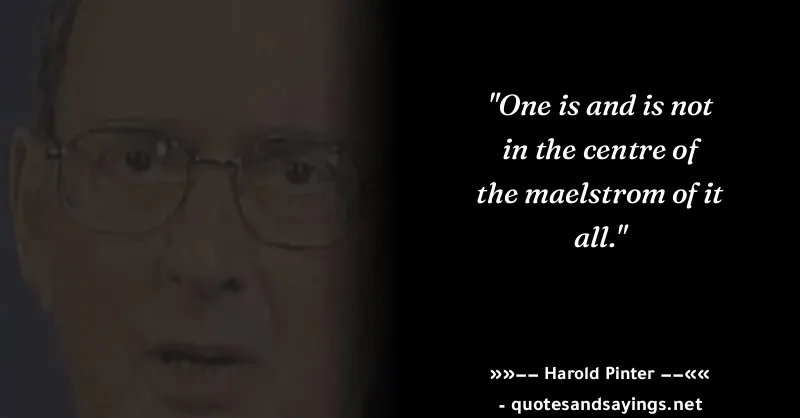 "One is and is not
in the centre of
the maelstrom of it
all."
»»−− Harold Pinter −−««
- quotesandsayings.net